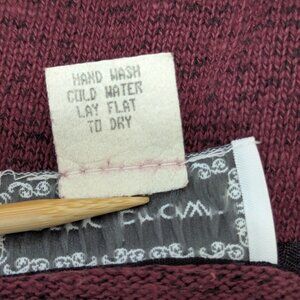 HAND WASH
COLD WATER
LAY FLAT
TO DRY